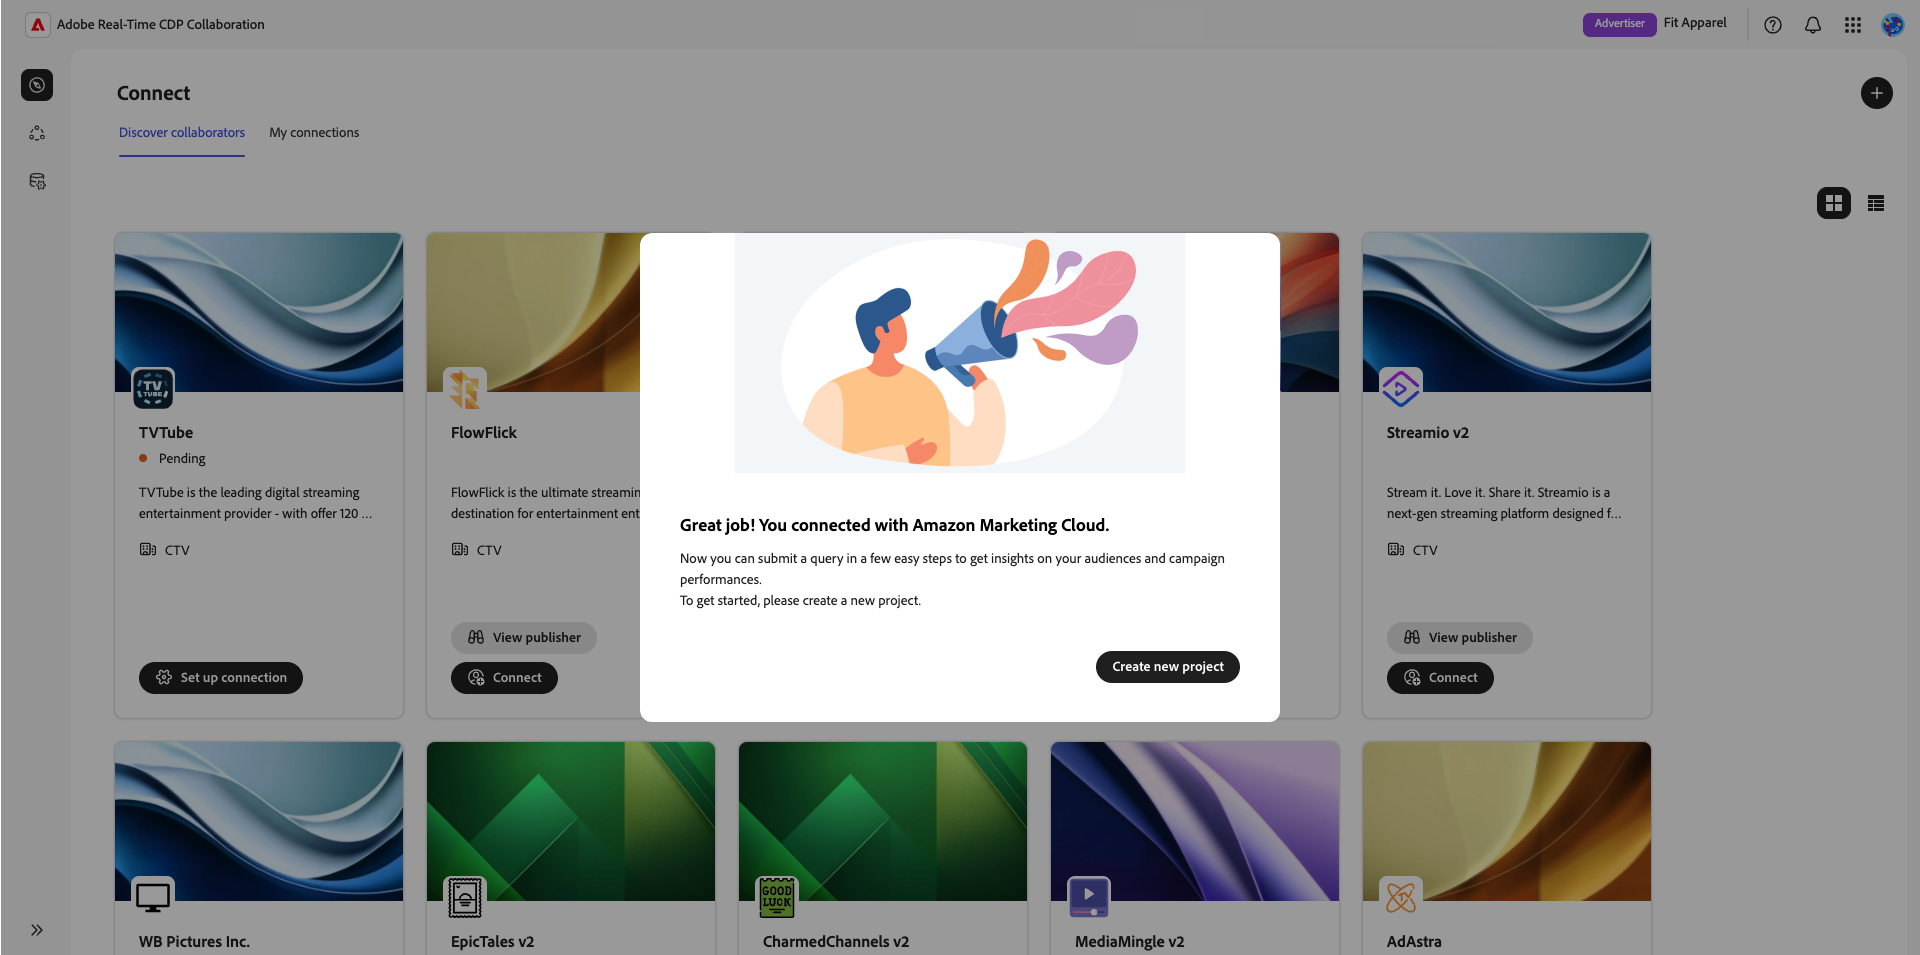 Adobe Real-Time CDP Collaboration
Advertiser
Fit Apparel
Connect
Discover collaborators
My connections
TV
TUBE
TVTube
Pending
TVTube is the leading digital streaming
entertainment provider - with offer 120 ...
CTV
Set up connection
FlowFlick
FlowFlick is the ultimate streamin
destination for entertainment ent
CTV
View publisher
Connect
Great job! You connected with Amazon Marketing Cloud.
Now you can submit a query in a few easy steps to get insights on your audiences and campaign
performances.
To get started, please create a new project.
Create new project
Streamio v2
Stream it. Love it. Share it. Streamio is a
next-gen streaming platform designed f...
CTV
View publisher
Connect
WB Pictures Inc.
EpicTales v2
GOOD
LUCK
CharmedChannels v2
MediaMingle v2
AdAstra